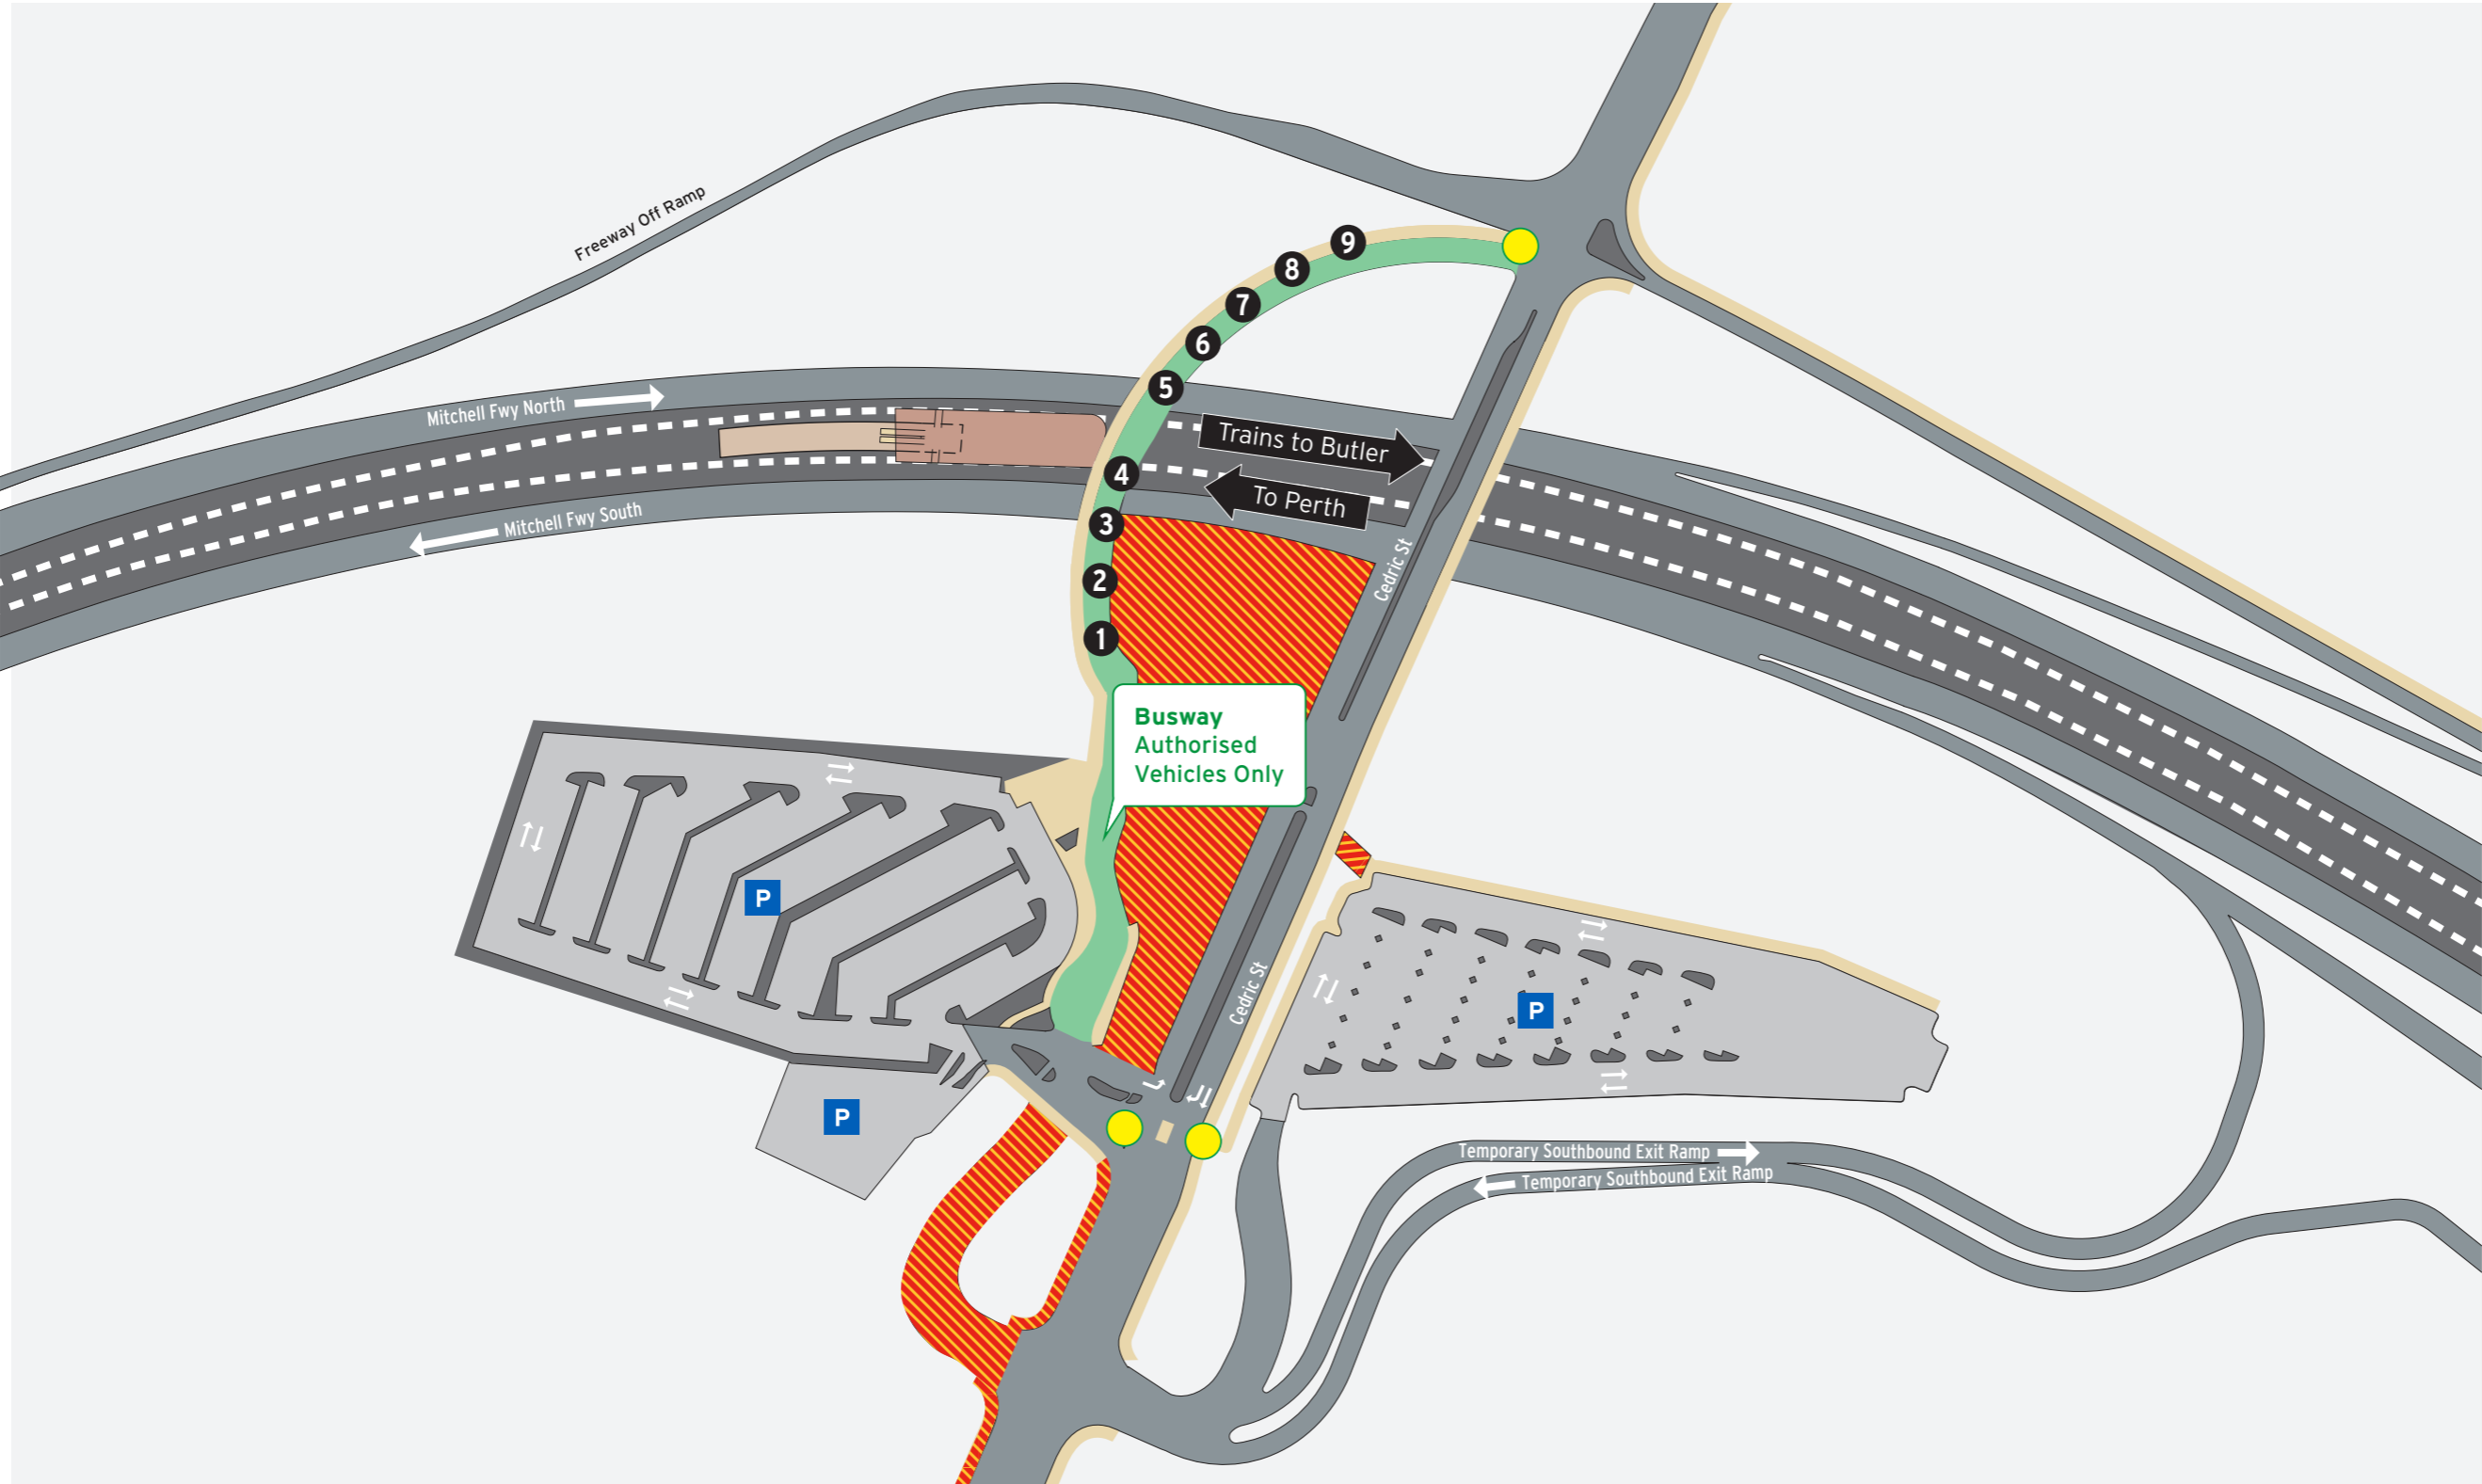 Freeway Off Ramp
9
8
7
6
5
Mitchell Fwy North
Trains to Butler
4
To Perth
3
Mitchell Fwy South
Cedric St
2
1
Busway
Authorised
Vehicles Only
P
Cedric St
P
P
Temporary Southbound Exit Ramp
Temporary Southbound Exit Ramp